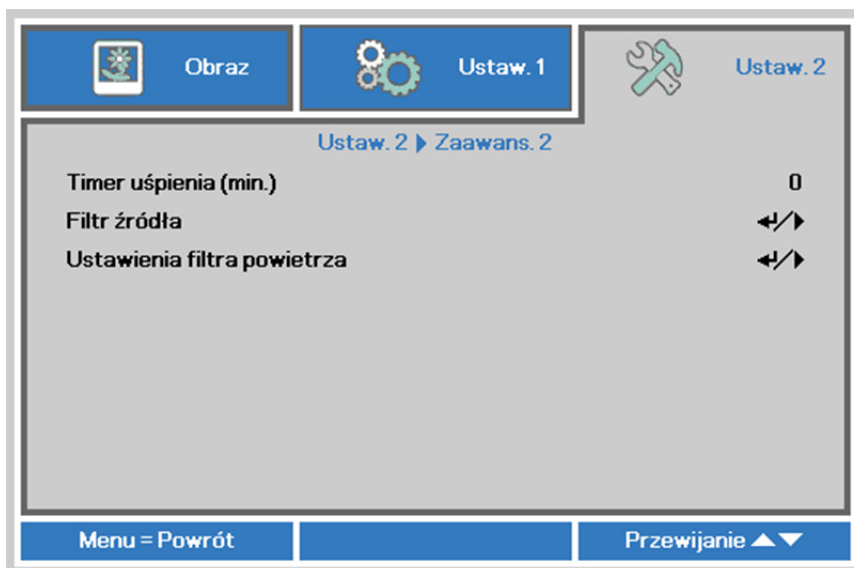 Obraz
Ustaw. 1
Ustaw. 2
Ustaw. 2 ▶ Zaawans. 2
Timer uśpienia (min.) 0
Filtr źródła ↵/▶
Ustawienia filtra powietrza ↵/▶
Menu = Powrót
Przewijanie ▲▼